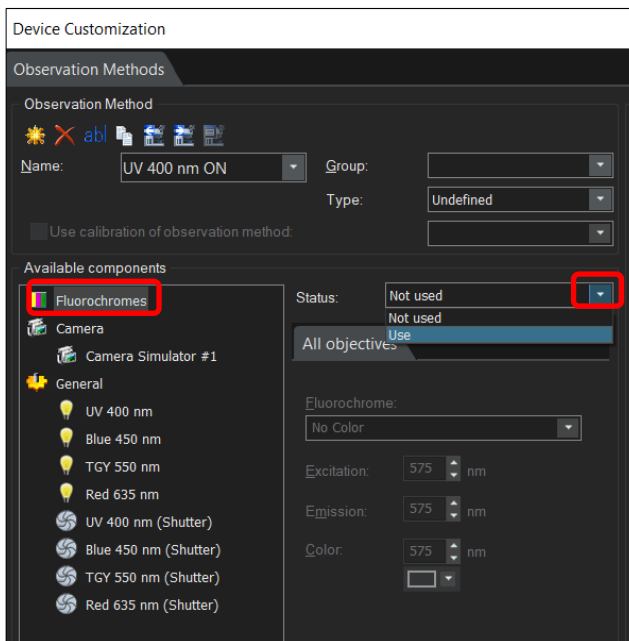 Device Customization
Observation Methods
Observation Method
abl
Name: UV 400 nm ON Group:
Type: Undefined
Use calibration of observation method:
Available components
Fluorochromes
Status: Not used
Not used
Use
Camera
All objectives
Camera Simulator #1
General
UV 400 nm
Blue 450 nm
TGY 550 nm
Red 635 nm
UV 400 nm (Shutter)
Blue 450 nm (Shutter)
TGY 550 nm (Shutter)
Red 635 nm (Shutter)
Fluorochrome:
No Color
Excitation: 575 nm
Emission: 575 nm
Color: 575 nm